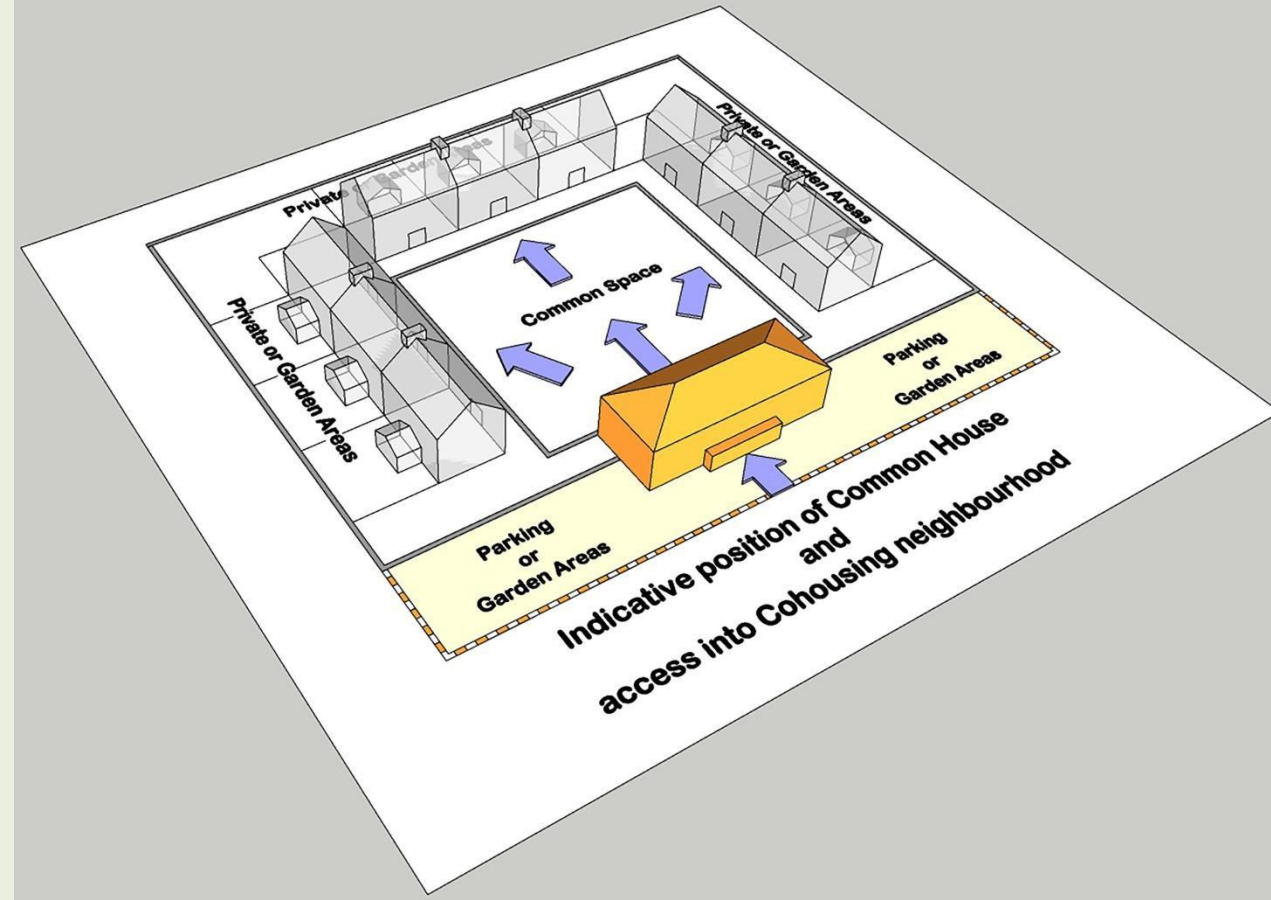 Private or Garden Areas
Private or Garden Areas
Private or Garden Areas
Common Space
Parking
or
Garden Areas
Parking
or
Garden Areas
Indicative position of Common House
and
access into Cohousing neighbourhood